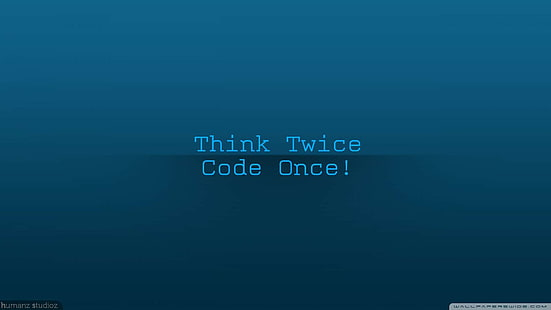 Think Twice
Code Once!
humanz studioz
WALLPAPERSWIDE.COM